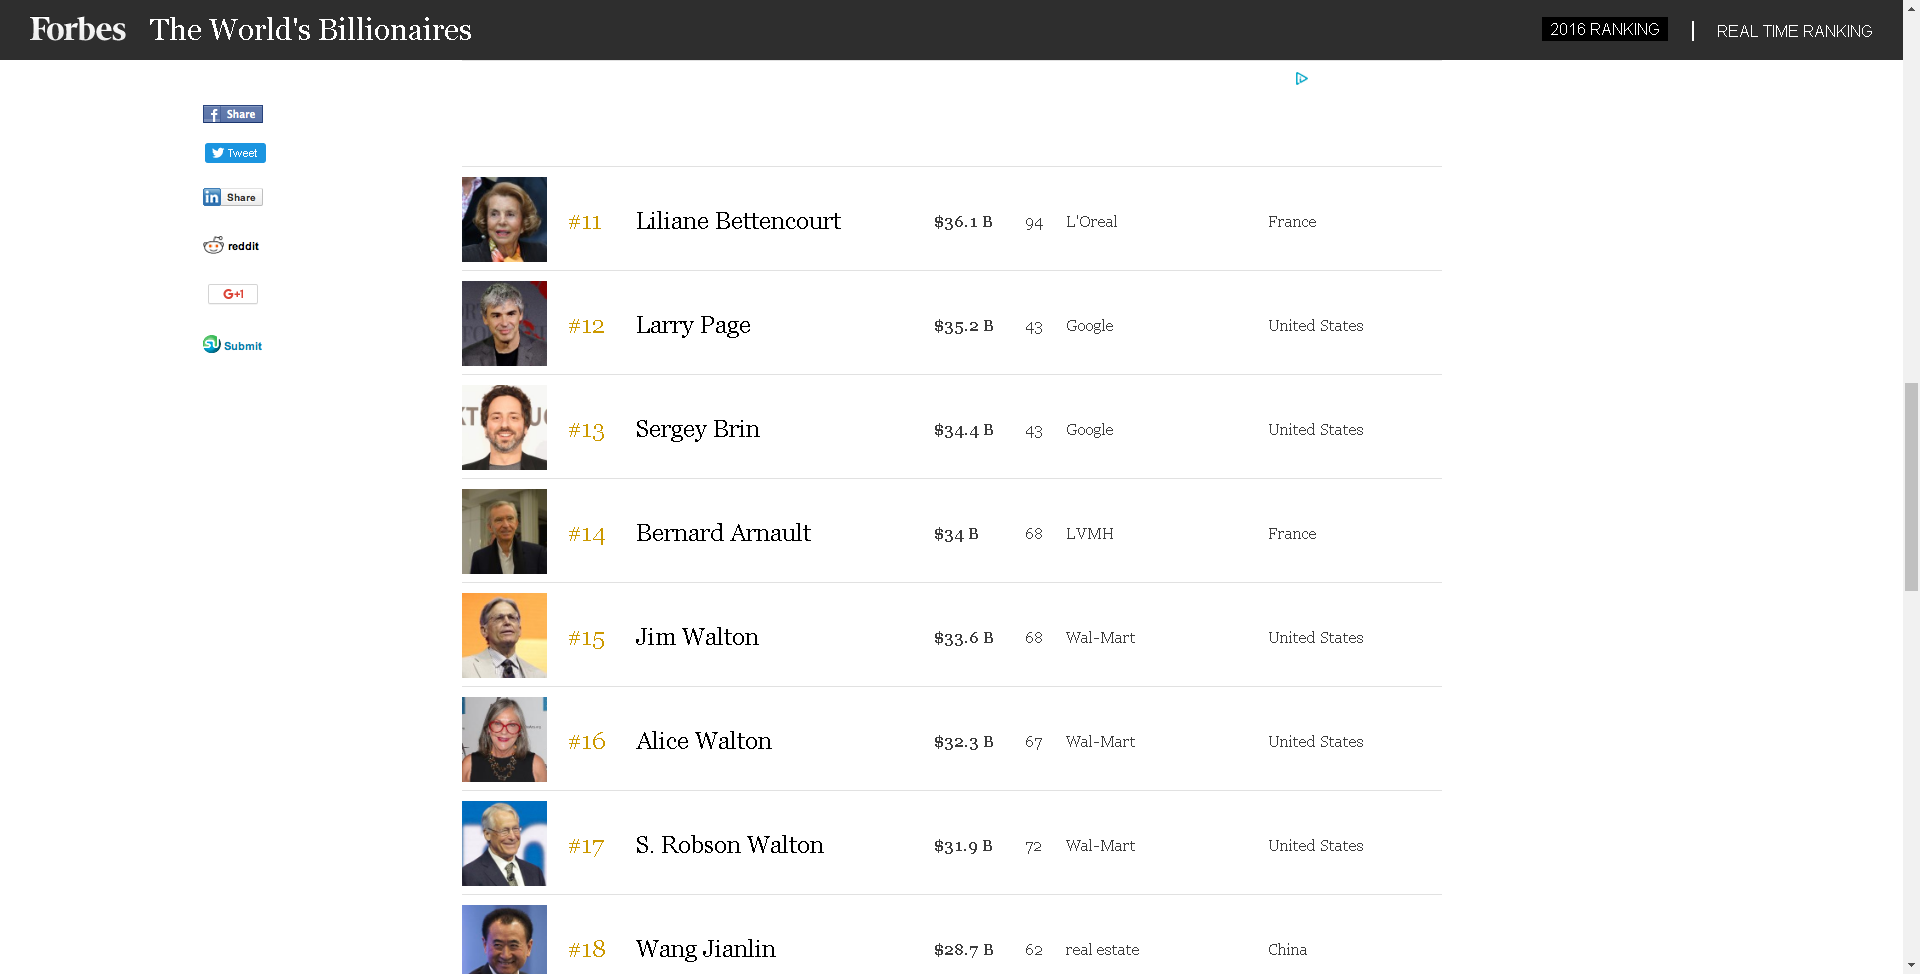 Forbes The World's Billionaires 2016 RANKING | REAL TIME RANKING
f Share
Tweet
in Share
reddit
G+1
Submit
#11 Liliane Bettencourt $36.1 B 94 L'Oreal France
#12 Larry Page $35.2 B 43 Google United States
#13 Sergey Brin $34.4 B 43 Google United States
#14 Bernard Arnault $34 B 68 LVMH France
#15 Jim Walton $33.6 B 68 Wal-Mart United States
#16 Alice Walton $32.3 B 67 Wal-Mart United States
#17 S. Robson Walton $31.9 B 72 Wal-Mart United States
#18 Wang Jianlin $28.7 B 62 real estate China